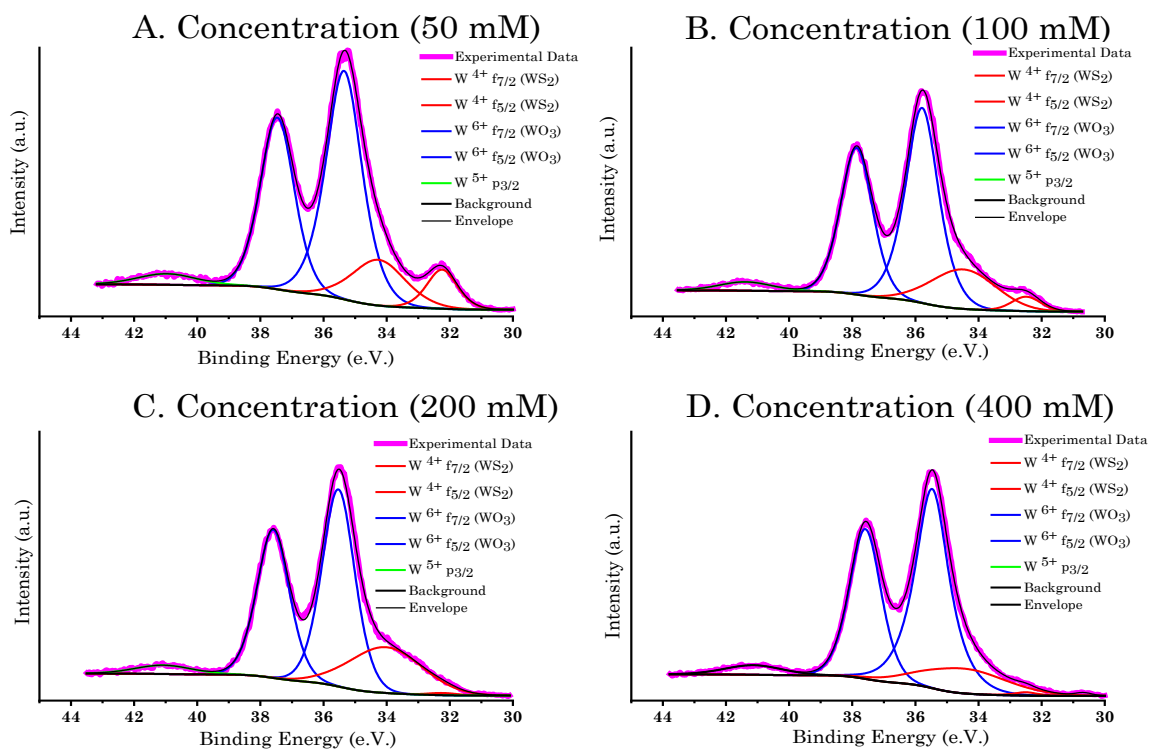 A. Concentration (50 mM)
Experimental Data
W 4+ f7/2 (WS2)
W 4+ f5/2 (WS2)
W 6+ f7/2 (WO3)
W 6+ f5/2 (WO3)
W 5+ p3/2
Background
Envelope
Intensity (a.u.)
44 42 40 38 36 34 32 30
Binding Energy (e.V.)
B. Concentration (100 mM)
Experimental Data
W 4+ f7/2 (WS2)
W 4+ f5/2 (WS2)
W 6+ f7/2 (WO3)
W 6+ f5/2 (WO3)
W 5+ p3/2
Background
Envelope
Intensity (a.u.)
44 42 40 38 36 34 32 30
Binding Energy (e.V.)
C. Concentration (200 mM)
Experimental Data
W 4+ f7/2 (WS2)
W 4+ f5/2 (WS2)
W 6+ f7/2 (WO3)
W 6+ f5/2 (WO3)
W 5+ p3/2
Background
Envelope
Intensity (a.u.)
44 42 40 38 36 34 32 30
Binding Energy (e.V.)
D. Concentration (400 mM)
Experimental Data
W 4+ f7/2 (WS2)
W 4+ f5/2 (WS2)
W 6+ f7/2 (WO3)
W 6+ f5/2 (WO3)
W 5+ p3/2
Background
Envelope
Intensity (a.u.)
44 42 40 38 36 34 32 30
Binding Energy (e.V.)